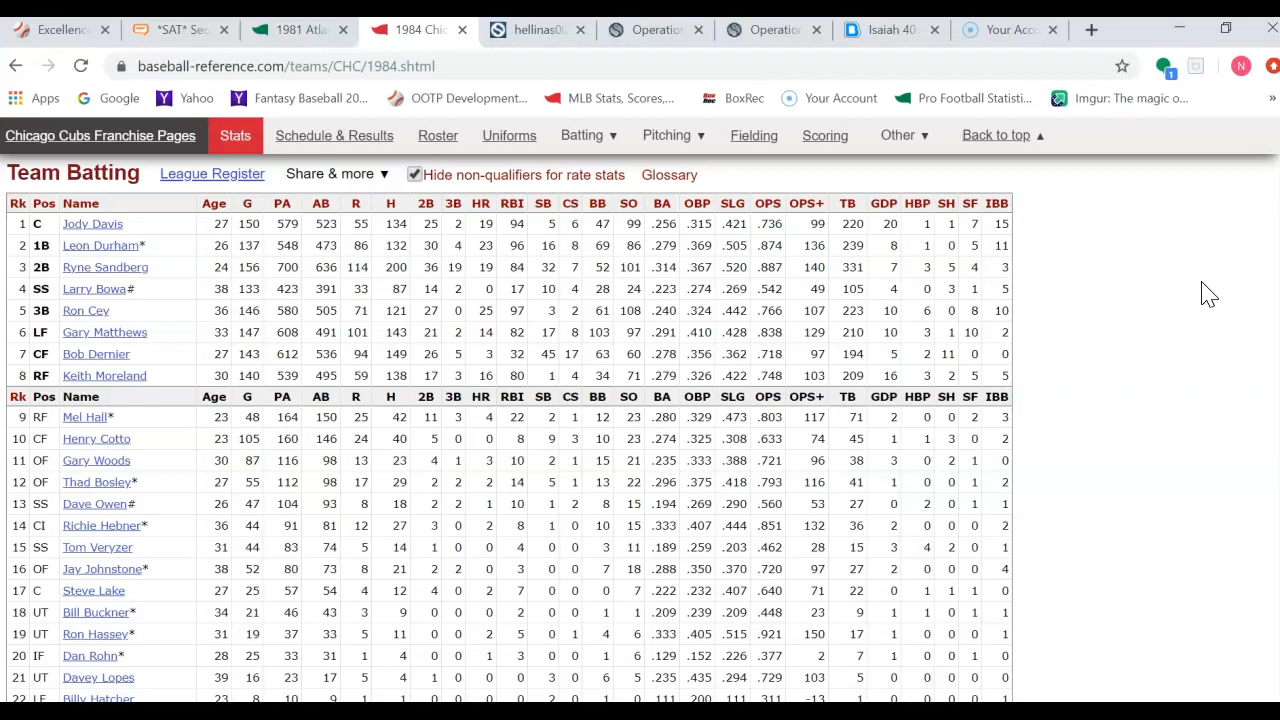 Excellence *SAT* Sec 1981 Atla 1984 Chic hellinas00 Operation Operation Isaiah 40. Your Acc
baseball-reference.com/teams/CHC/1984.shtml 1 N
Apps Google Yahoo Fantasy Baseball 20... OOTP Development... MLB Stats, Scores,... BoxRec Your Account Pro Football Statisti... Imgur: The magic o... »
Chicago Cubs Franchise Pages Stats Schedule & Results Roster Uniforms Batting ▼ Pitching ▼ Fielding Scoring Other ▼ Back to top ▲
Team Batting League Register Share & more ▼ Hide non-qualifiers for rate stats Glossary
Rk Pos Name Age G PA AB R H 2B 3B HR RBI SB CS BB SO BA OBP SLG OPS OPS+ TB GDP HBP SH SF IBB
1 C Jody Davis 27 150 579 523 55 134 25 2 19 94 5 6 47 99 .256 .315 .421 .736 99 220 20 1 1 7 15
2 1B Leon Durham* 26 137 548 473 86 132 30 4 23 96 16 8 69 86 .279 .369 .505 .874 136 239 8 1 0 5 11
3 2B Ryne Sandberg 24 156 700 636 114 200 36 19 19 84 32 7 52 101 .314 .367 .520 .887 140 331 7 3 5 4 3
4 SS Larry Bowa# 38 133 423 391 33 87 14 2 0 17 10 4 28 24 .223 .274 .269 .542 49 105 4 0 3 1 5
5 3B Ron Cey 36 146 580 505 71 121 27 0 25 97 3 2 61 108 .240 .324 .442 .766 107 223 10 6 0 8 10
6 LF Gary Matthews 33 147 608 491 101 143 21 2 14 82 17 8 103 97 .291 .410 .428 .838 129 210 11 3 1 10 2
7 CF Bob Dernier 27 143 612 536 94 149 26 5 3 32 45 17 63 60 .278 .356 .362 .718 97 194 5 2 11 0 0
8 RF Keith Moreland 30 140 539 495 59 138 17 3 16 80 1 4 34 71 .279 .326 .422 .748 103 209 16 3 2 5 5
Rk Pos Name Age G PA AB R H 2B 3B HR RBI SB CS BB SO BA OBP SLG OPS OPS+ TB GDP HBP SH SF IBB
9 RF Mel Hall* 23 48 164 150 25 42 11 3 4 22 2 1 12 23 .280 .329 .473 .803 117 71 2 0 0 2 3
10 CF Henry Cotto 23 105 160 146 24 40 5 0 0 8 9 3 10 23 .274 .325 .308 .633 74 45 1 1 3 0 2
11 OF Gary Woods 30 87 116 98 13 23 4 1 3 10 2 1 15 21 .235 .333 .388 .721 96 38 3 0 2 1 0
12 OF Thad Bosley* 27 55 112 98 17 29 2 2 2 14 5 1 13 22 .296 .375 .418 .793 116 41 1 0 0 1 2
13 SS Dave Owen# 26 47 104 93 8 18 2 2 1 10 1 2 8 15 .194 .269 .290 .560 53 27 0 2 0 1 1
14 CI Richie Hebner* 36 44 91 81 12 27 3 0 2 8 1 0 10 15 .333 .407 .444 .851 132 36 2 0 0 0 2
15 SS Tom Veryzer 31 44 83 74 5 14 1 0 0 4 0 0 3 11 .189 .259 .203 .462 28 15 3 4 2 0 1
16 OF Jay Johnstone* 38 52 80 73 8 21 2 2 0 3 0 0 7 18 .288 .350 .370 .720 97 27 2 0 0 0 4
17 C Steve Lake 27 25 57 54 4 12 4 0 2 7 0 0 0 7 .222 .232 .407 .640 71 22 0 1 1 1 0
18 UT Bill Buckner* 34 21 46 43 3 9 0 0 0 2 0 0 1 1 .209 .239 .209 .448 23 9 1 1 0 1 1
19 UT Ron Hassey* 31 19 37 33 5 11 0 0 2 5 0 1 4 6 .333 .405 .515 .921 150 17 1 0 0 0 1
20 IF Dan Rohn* 28 25 33 31 1 4 0 0 1 3 0 0 1 6 .129 .152 .226 .377 2 7 1 0 0 1 0
21 UT Davey Lopes 39 16 23 17 5 4 1 0 0 0 3 0 6 5 .235 .435 .294 .729 103 5 0 0 0 0 0
22 LF Billy Hatcher 23 8 10 9 1 1 0 0 0 0 2 0 1 0 .111 .200 .111 .311 -13 1 0 0 0 0 1